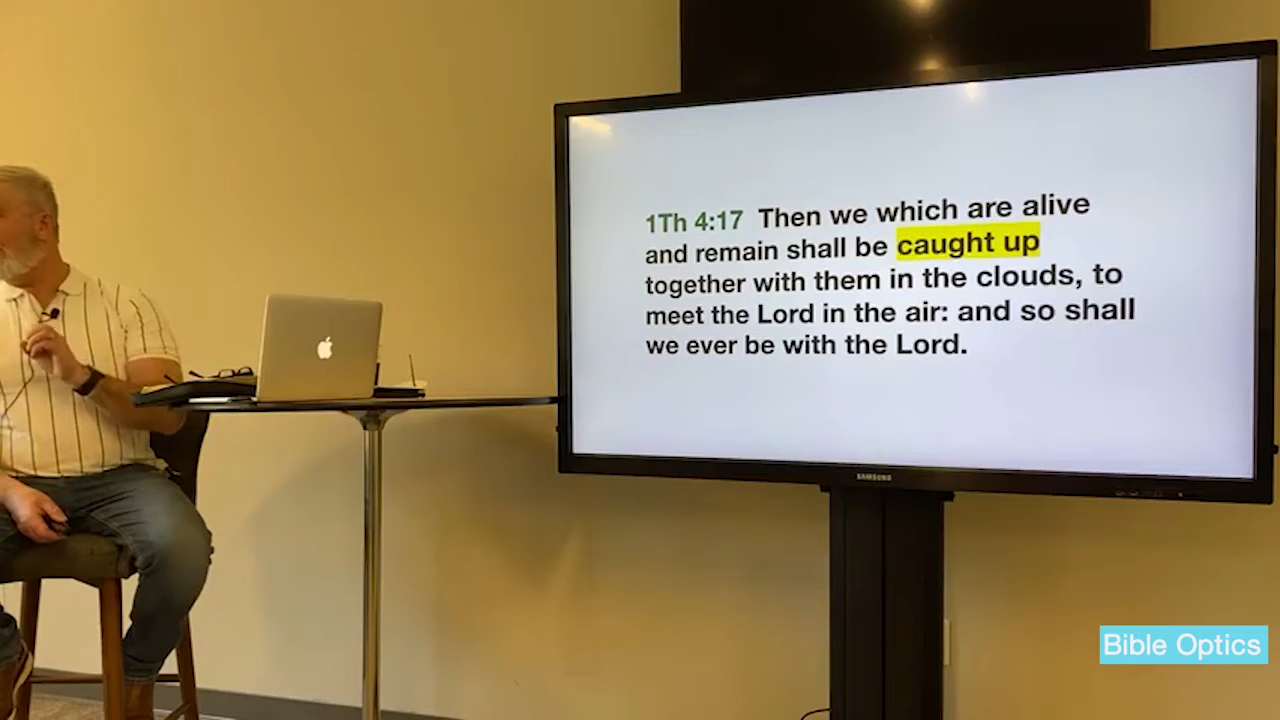 1Th 4:17 Then we which are alive
and remain shall be caught up
together with them in the clouds, to
meet the Lord in the air: and so shall
we ever be with the Lord.
SAMSUNG
Bible Optics